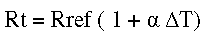 Rt = Rref ( 1 + α ΔT)